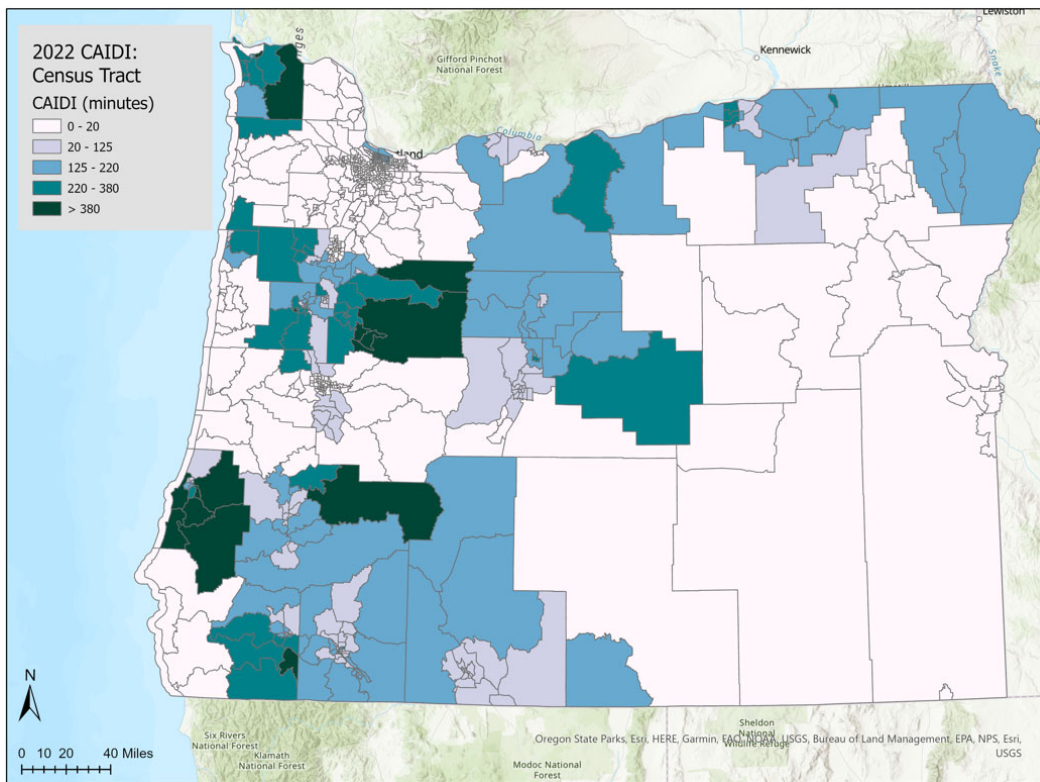 2022 CAIDI:
Census Tract
CAIDI (minutes)
0 - 20
20 - 125
125 - 220
220 - 380
> 380
nges
Gifford Pinchot
National Forest
Kennewick
Lewiston
Snake
Columbia
tland
N
0 10 20 40 Miles
Six Rivers
National Forest
Klamath
National Forest
Modoc National
Forest
Sheldon
National
Wildlife Refuge
Oregon State Parks, Esri, HERE, Garmin, FAO, NOAA, USGS, Bureau of Land Management, EPA, NPS, Esri,
USGS